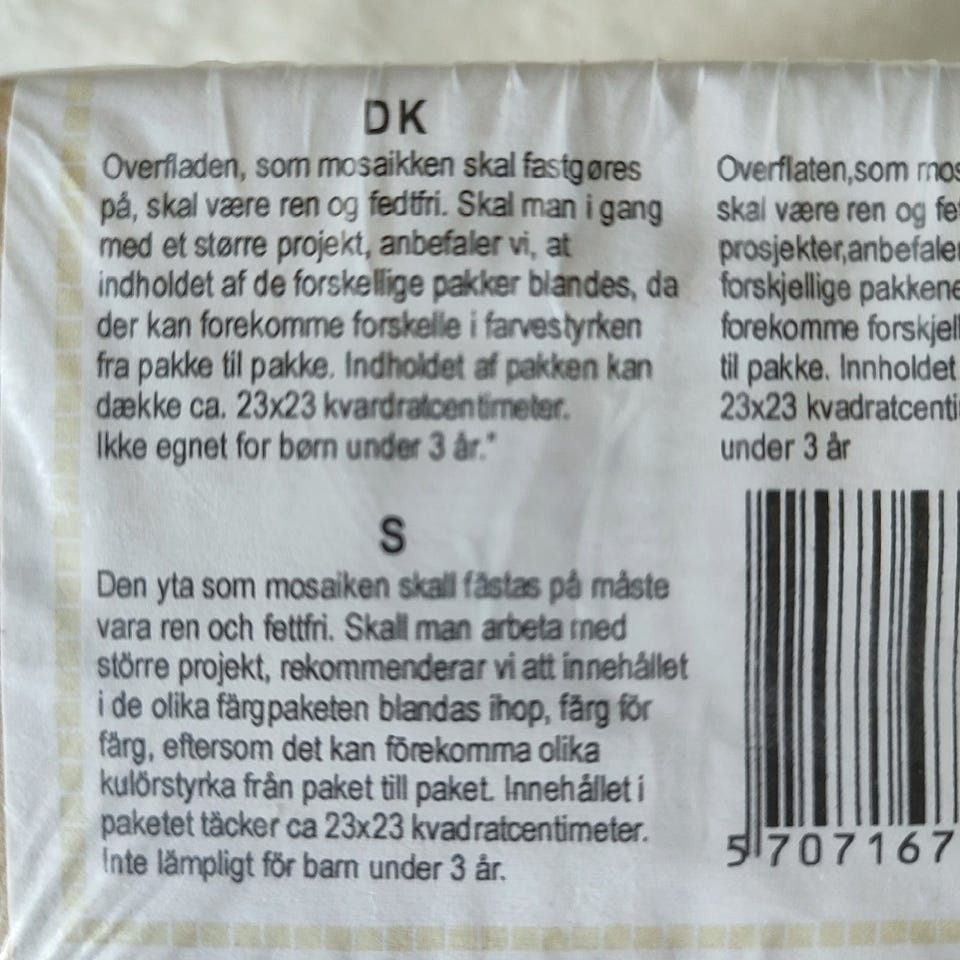 DK
Overfladen, som mosaikken skal fastgøres
på, skal være ren og fedtfri. Skal man i gang
med et større projekt, anbefaler vi, at
indholdet af de forskellige pakker blandes, da
der kan forekomme forskelle i farvestyrken
fra pakke til pakke. Indholdet af pakken kan
dække ca. 23x23 kvardratcentimeter.
Ikke egnet for børn under 3 år.*
S
Den yta som mosaiken skall fästas på måste
vara ren och fettfri. Skall man arbeta med
större projekt, rekommenderar vi att innehållet
i de olika färgpaketen blandas ihop, färg för
färg, eftersom det kan förekomma olika
kulörstyrka från paket till paket. Innehållet i
paketet täcker ca 23x23 kvadratcentimeter.
Inte lämpligt för barn under 3 år.
Overflaten,som
skal være ren og
prosjekter,anbefaler
forskjellige pakkene
forekomme
til pakke. Innholdet
23x23
under 3 år
5 707167